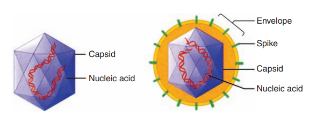 Capsid
Nucleic acid
Envelope
Spike
Capsid
Nucleic acid